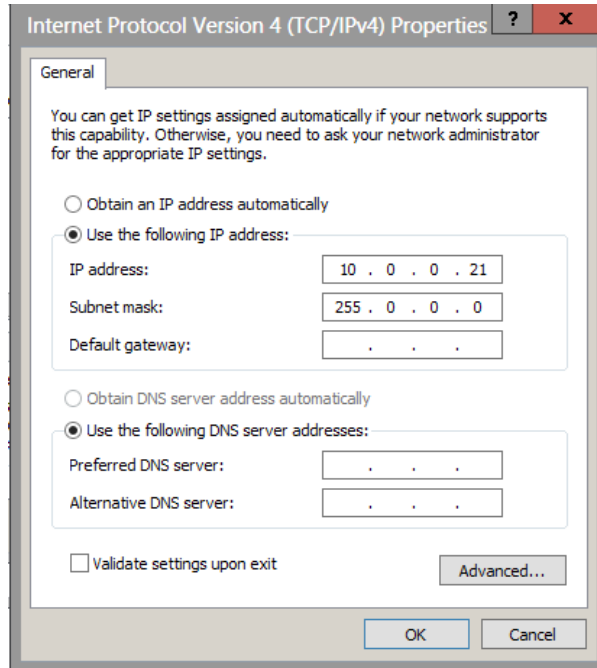 Internet Protocol Version 4 (TCP/IPv4) Properties ? x
General
You can get IP settings assigned automatically if your network supports
this capability. Otherwise, you need to ask your network administrator
for the appropriate IP settings.
Obtain an IP address automatically
Use the following IP address:
IP address: 10 . 0 . 0 . 21
Subnet mask: 255 . 0 . 0 . 0
Default gateway: . . .
Obtain DNS server address automatically
Use the following DNS server addresses:
Preferred DNS server: . . .
Alternative DNS server: . . .
Validate settings upon exit
Advanced...
OK Cancel